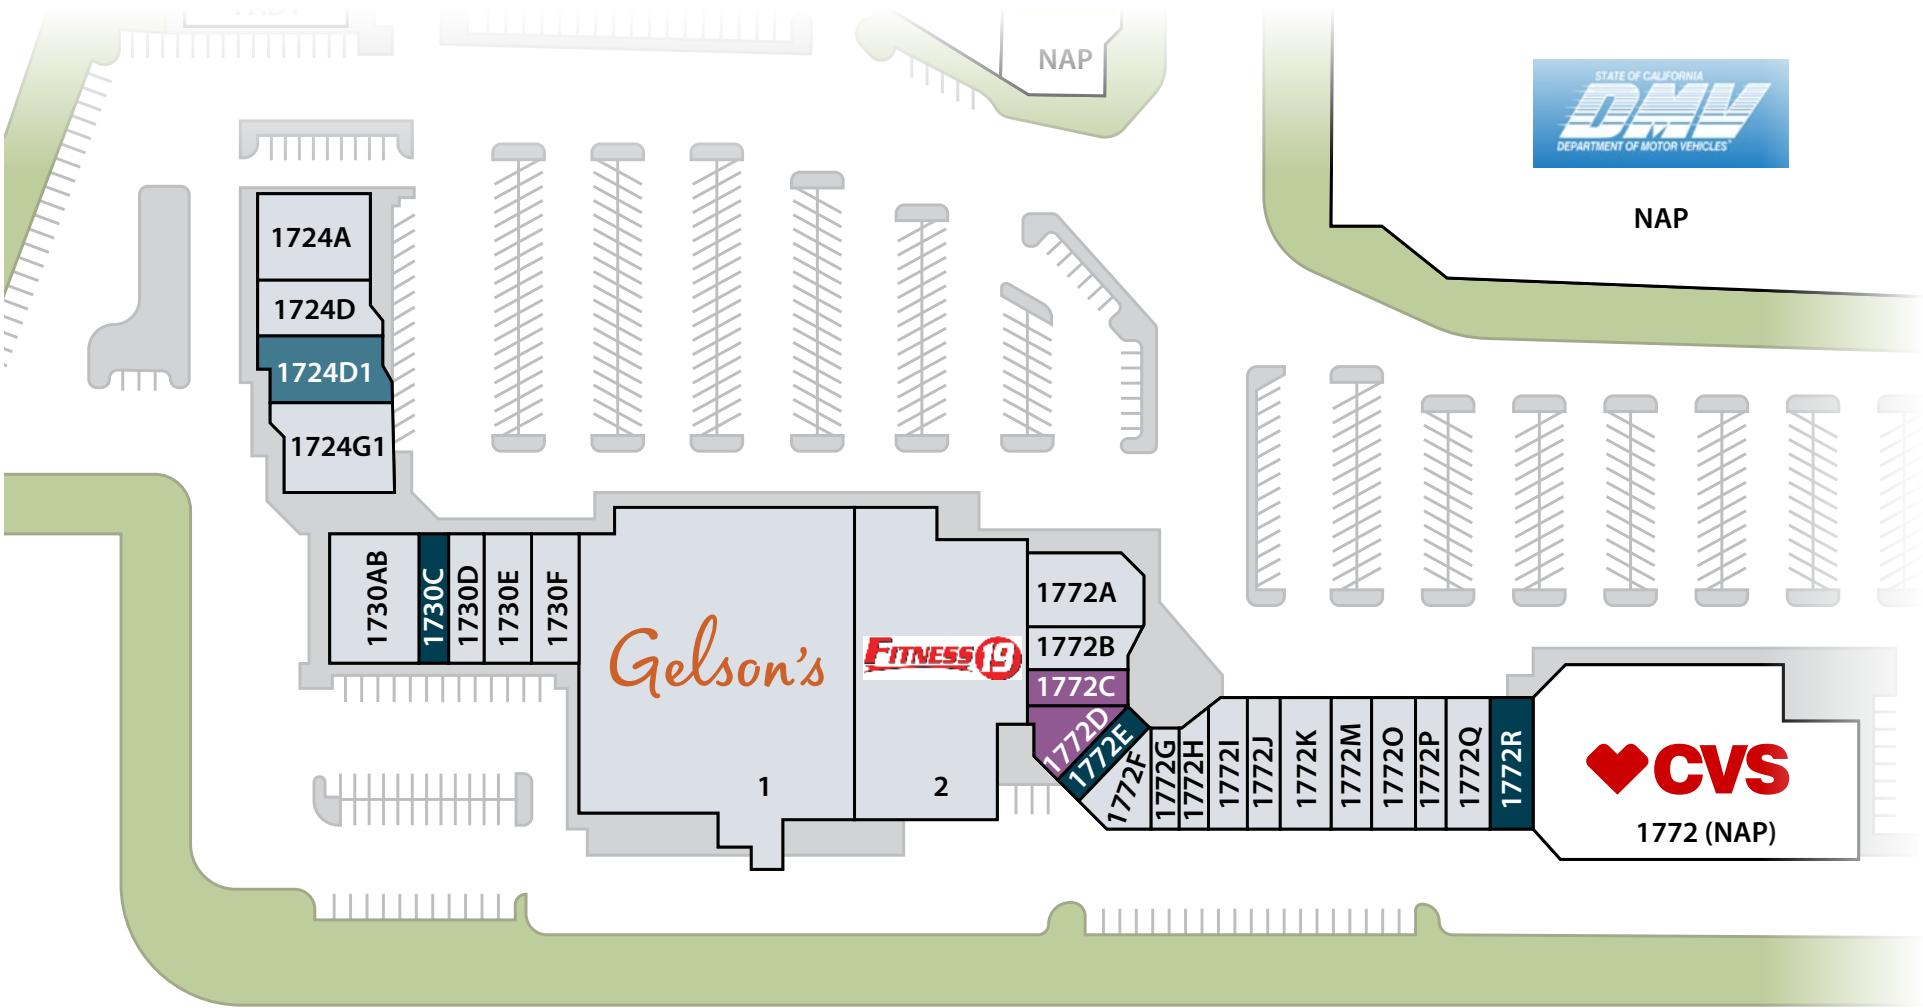 NAP
STATE OF CALIFORNIA
DMV
DEPARTMENT OF MOTOR VEHICLES
NAP
1724A
1724D
1724D1
1724G1
1730AB
1730C
1730D
1730E
1730F
Gelson's
1
FITNESS 19
2
1772A
1772B
1772C
1772D
1772E
1772F
1772G
1772H
1772I
1772J
1772K
1772M
1772O
1772P
1772Q
1772R
CVS
1772 (NAP)